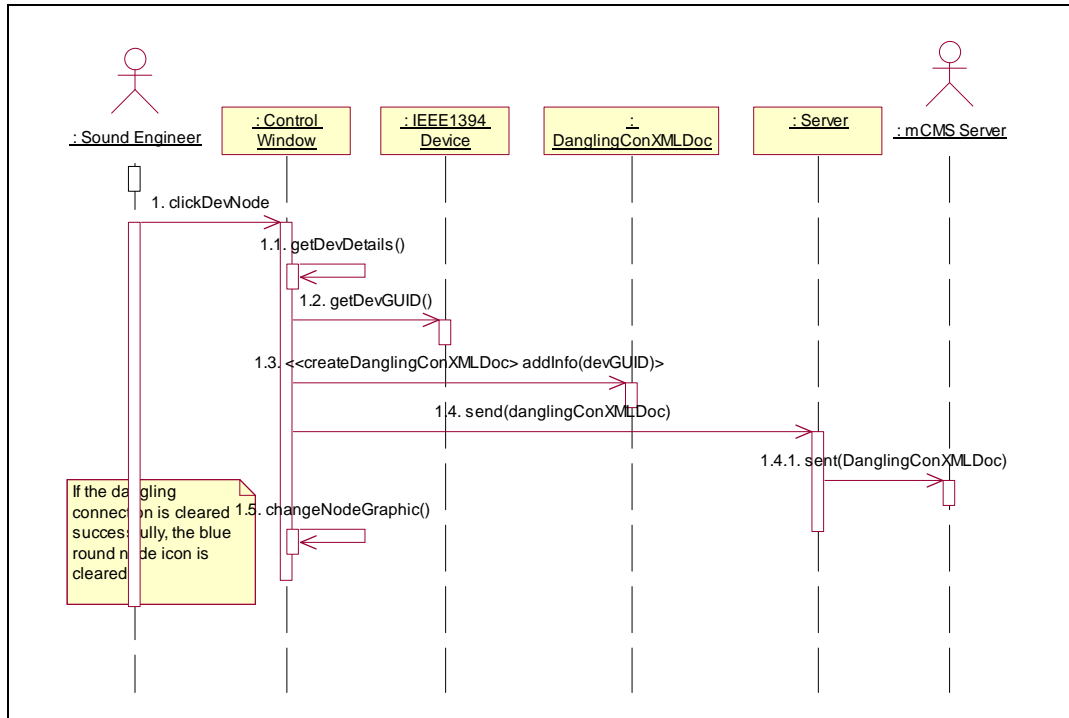 : Sound Engineer
: Control
Window
: IEEE1394
Device
:
DanglingConXMLDoc
: Server
: mCMS Server
1. clickDevNode
1.1. getDevDetails()
1.2. getDevGUID()
1.3. <<createDanglingConXMLDoc> addInfo(devGUID)>
1.4. send(danglingConXMLDoc)
1.4.1. sent(DanglingConXMLDoc)
If the dangling
connection is cleared
successfully, the blue
round node icon is
cleared
1.5. changeNodeGraphic()